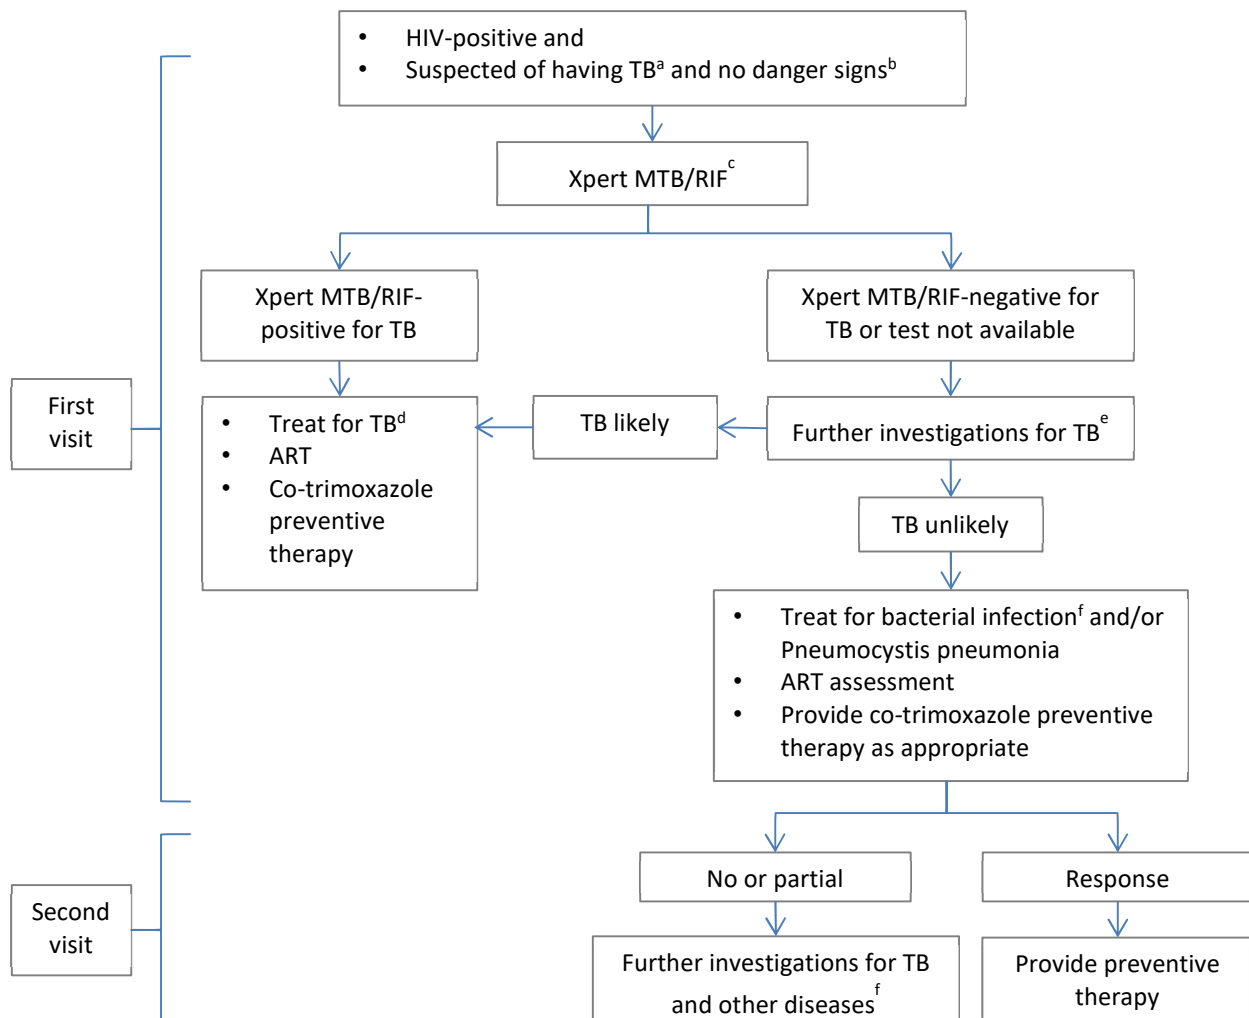 • HIV-positive and
• Suspected of having TBᵃ and no danger signsᵇ
Xpert MTB/RIFᶜ
Xpert MTB/RIF-
positive for TB
Xpert MTB/RIF-negative for
TB or test not available
First
visit
• Treat for TBᵈ
• ART
• Co-trimoxazole
preventive
therapy
TB likely
Further investigations for TBᵉ
TB unlikely
• Treat for bacterial infectionᶠ and/or
Pneumocystis pneumonia
• ART assessment
• Provide co-trimoxazole preventive
therapy as appropriate
No or partial
Response
Second
visit
Further investigations for TB
and other diseasesᶠ
Provide preventive
therapy